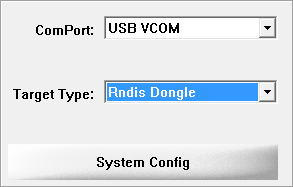 ComPort: USB VCOM
Target Type: Rndis Dongle
System Config